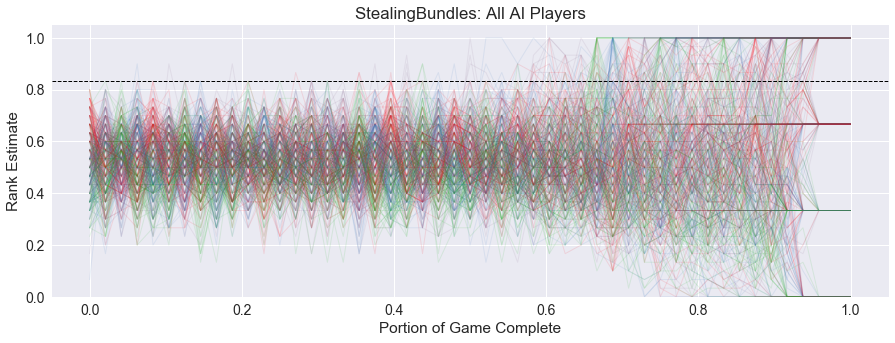 StealingBundles: All AI Players
1.0
0.8
0.6
0.4
0.2
0.0
Rank Estimate
0.0 0.2 0.4 0.6 0.8 1.0
Portion of Game Complete